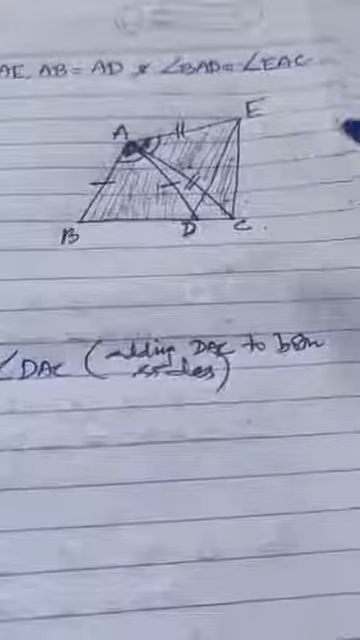 AE, AB = AD & ∠BAD = ∠EAC
E
A
B
D
C.
∠DAC (adding DAC to both
sides)